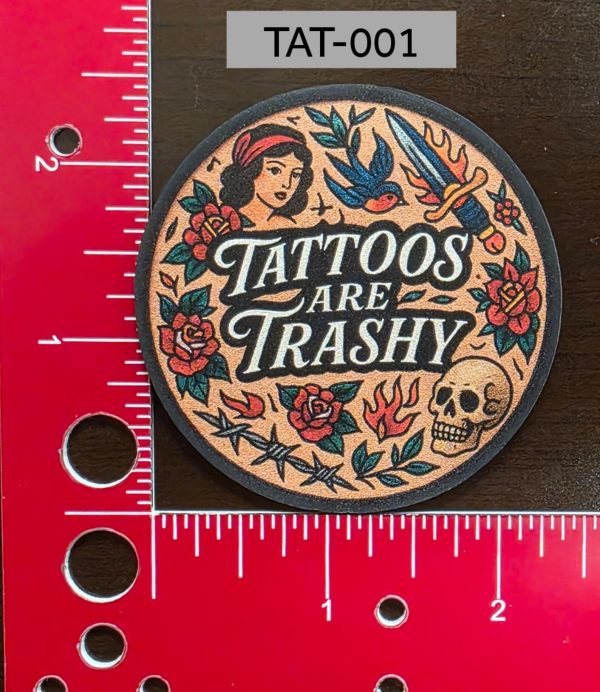 TAT-001
TATTOOS
ARE
TRASHY
2
1
1
2